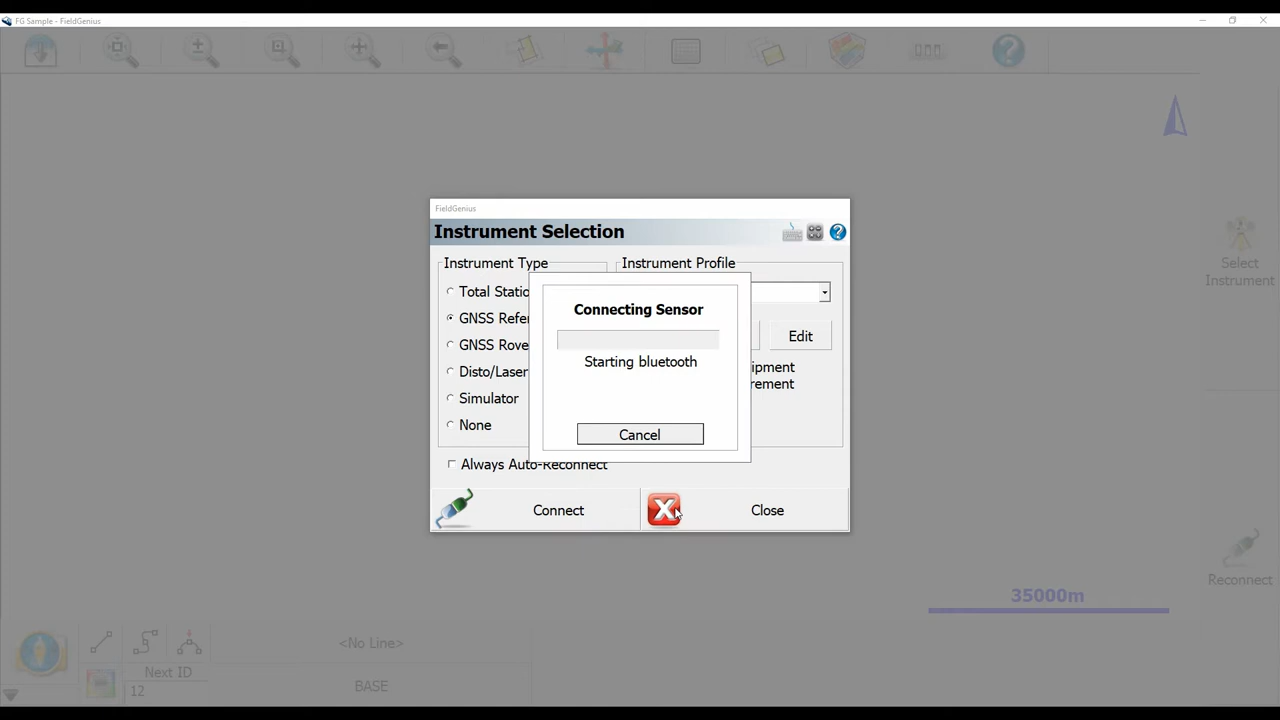 FG Sample - FieldGenius
Select
Instrument
FieldGenius
Instrument Selection
Instrument Type
Instrument Profile
Total Statio
GNSS Refer
GNSS Rove
Disto/Laser
Simulator
None
Edit
ipment
rement
Connecting Sensor
Starting bluetooth
Cancel
Always Auto-Reconnect
Connect
Close
Reconnect
35000m
<No Line>
Next ID
12
BASE